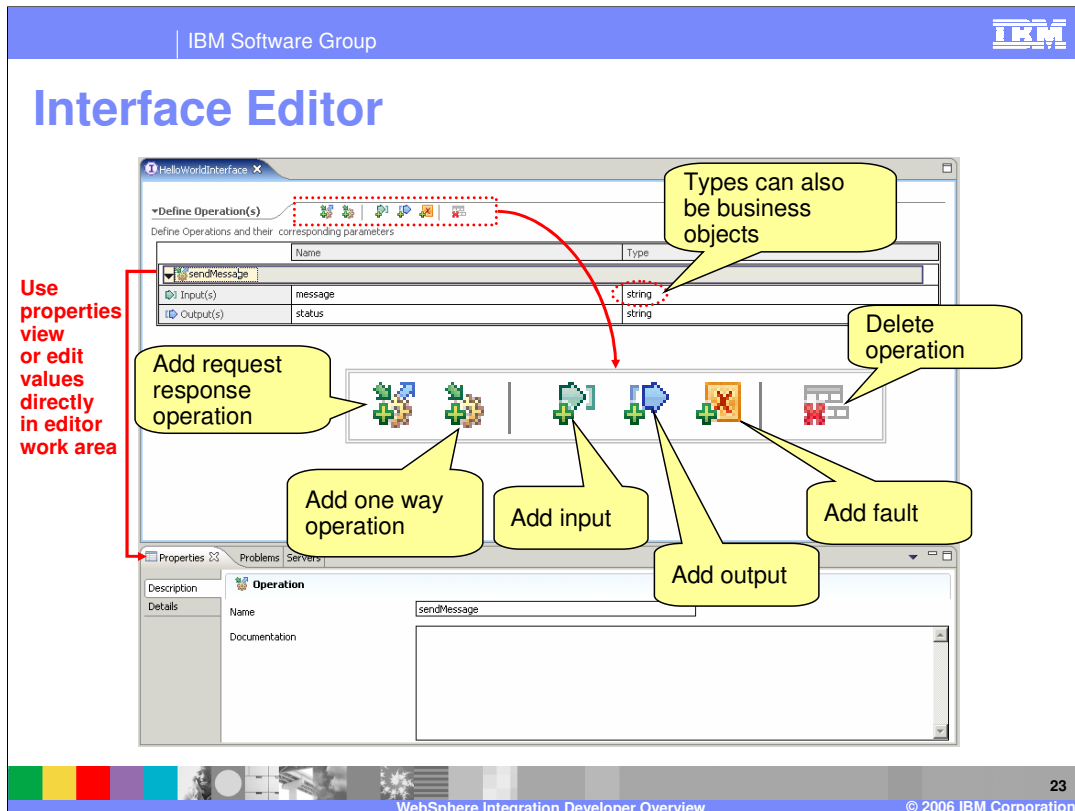 IBM Software Group
IBM
Interface Editor
HelloWorldInterface
Define Operation(s)
Define Operations and their corresponding parameters
Name
Type
sendMessage
Input(s)
message
string
Output(s)
status
string
Types can also
be business
objects
Use
properties
view
or edit
values
directly
in editor
work area
Add request
response
operation
Delete
operation
Add one way
operation
Add input
Add output
Add fault
Properties
Problems
Servers
Description
Details
Operation
Name
sendMessage
Documentation
23
WebSphere Integration Developer Overview
© 2006 IBM Corporation